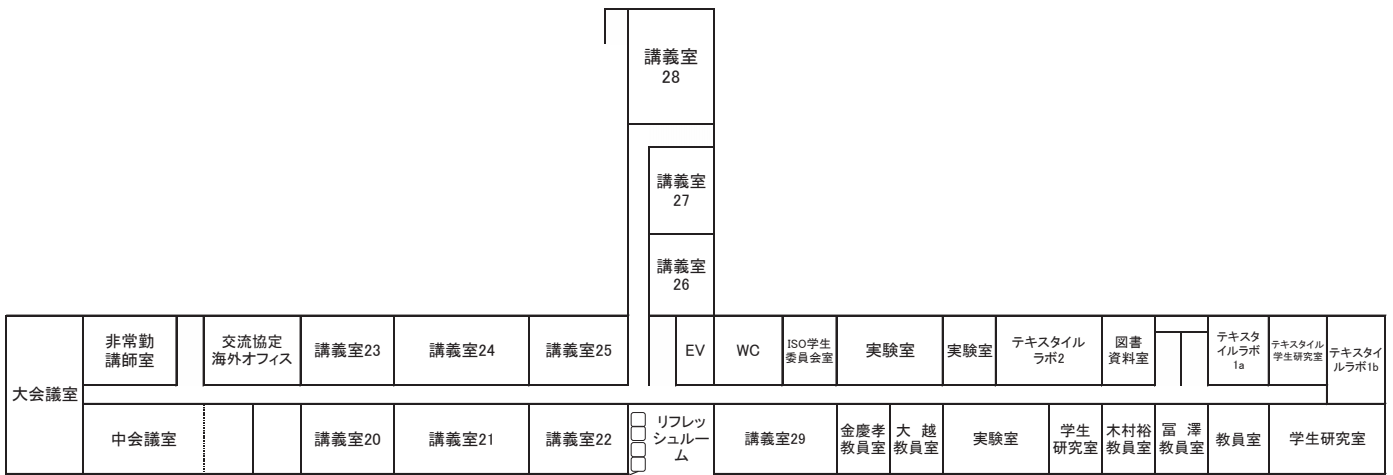 講義室
28
講義室
27
講義室
26
大会議室
非常勤
講師室
交流協定
海外オフィス
講義室23
講義室24
講義室25
EV
WC
ISO学生
委員会室
実験室
実験室
テキスタイル
ラボ2
図書
資料室
テキスタ
イルラボ
1a
テキスタイル
学生研究室
テキスタイ
ルラボ1b
中会議室
講義室20
講義室21
講義室22
リフレッ
シュルー
ム
講義室29
金慶孝
教員室
大 越
教員室
実験室
学生
研究室
木村裕
教員室
冨 澤
教員室
教員室
学生研究室